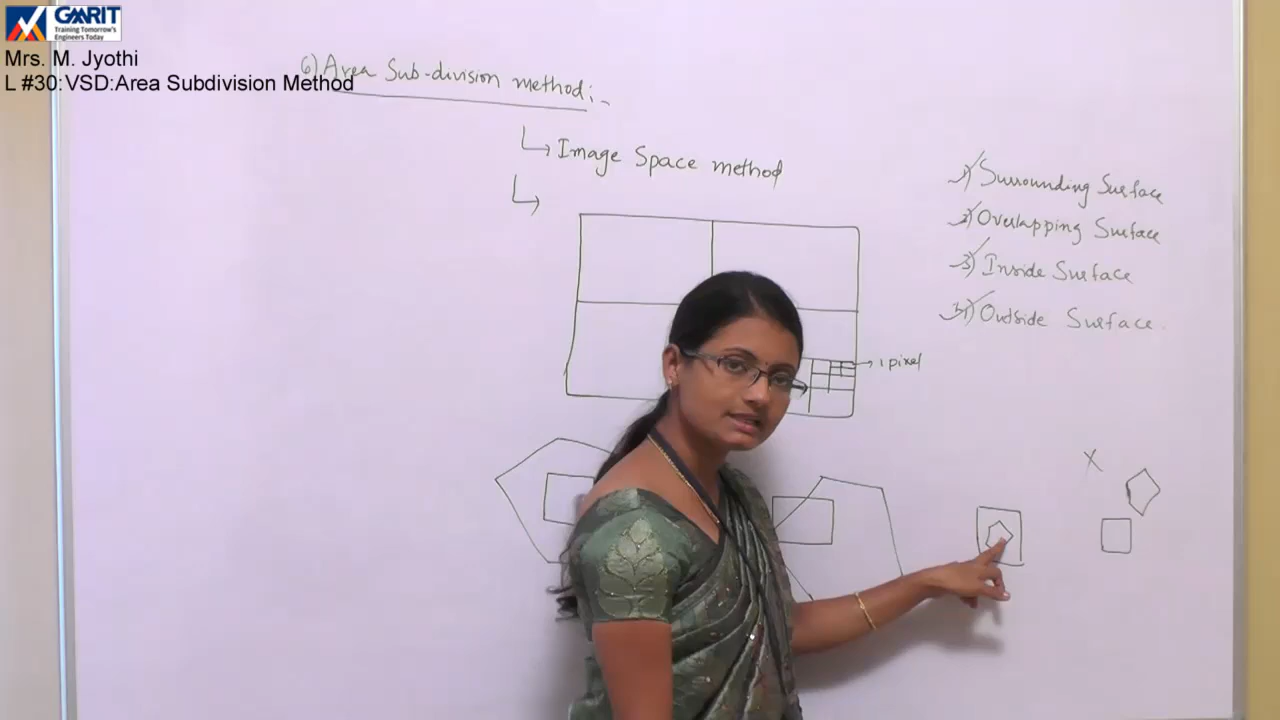 GMRIT
Training Tomorrow's
Engineers Today
Mrs. M. Jyothi
L #30:VSD:Area Subdivision Method
6) Area Sub-division method:-
Image Space method
1) Surrounding Surface
2) Overlapping Surface
3) Inside Surface
4) Outside Surface.
1 pixel
X